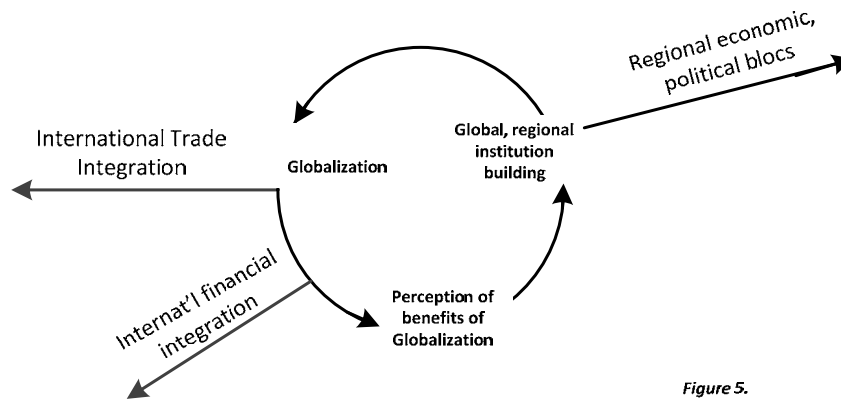 Regional economic,
political blocs
International Trade
Integration
Globalization
Global, regional
institution
building
Internat'l financial
integration
Perception of
benefits of
Globalization
Figure 5.